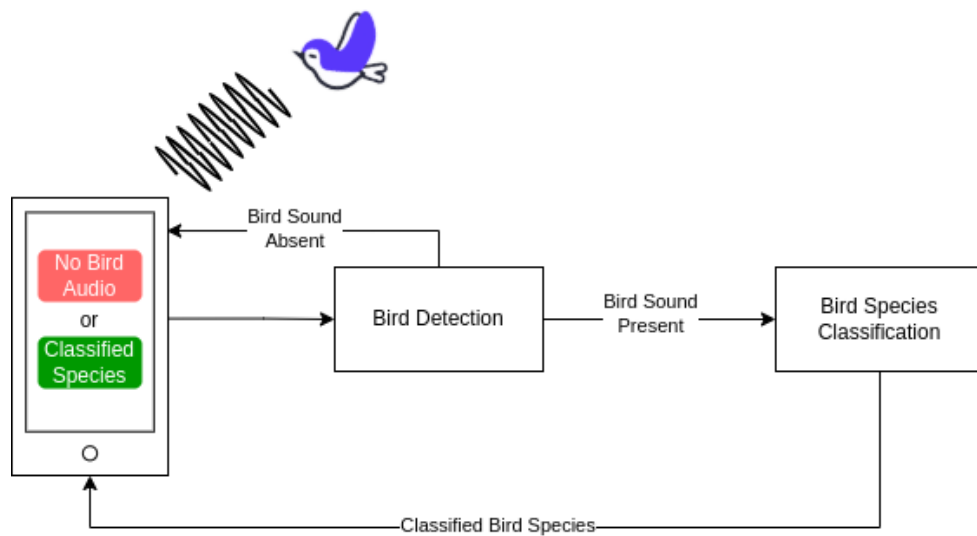 Bird Sound
Absent
No Bird
Audio
or
Classified
Species
Bird Detection
Bird Sound
Present
Bird Species
Classification
Classified Bird Species